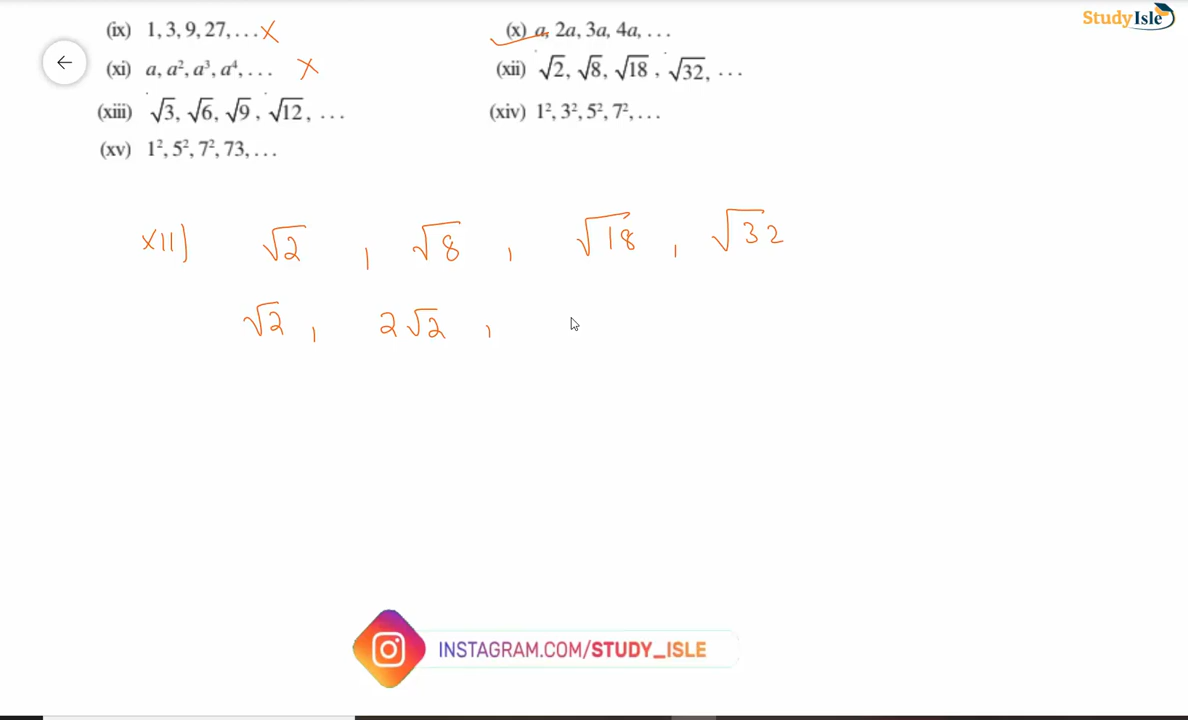 StudyIsle
(ix) 1, 3, 9, 27, . . . X
(x) a, 2a, 3a, 4a, . . .
(xi) a, a², a³, a⁴, . . . X
(xii) √2, √8, √18 , √32, . . .
(xiii) √3, √6, √9 , √12, . . .
(xiv) 1², 3², 5², 7², . . .
(xv) 1², 5², 7², 73, . . .
XII) √2 , √8 , √18 , √32
√2 , 2√2 ,
INSTAGRAM.COM/STUDY_ISLE